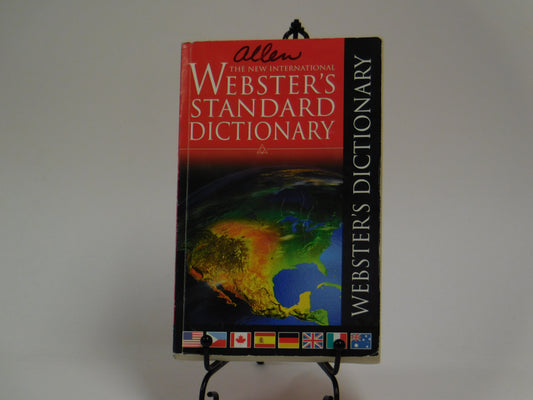 Allen
THE NEW INTERNATIONAL
WEBSTER'S
STANDARD
DICTIONARY
WEBSTER'S DICTIONARY